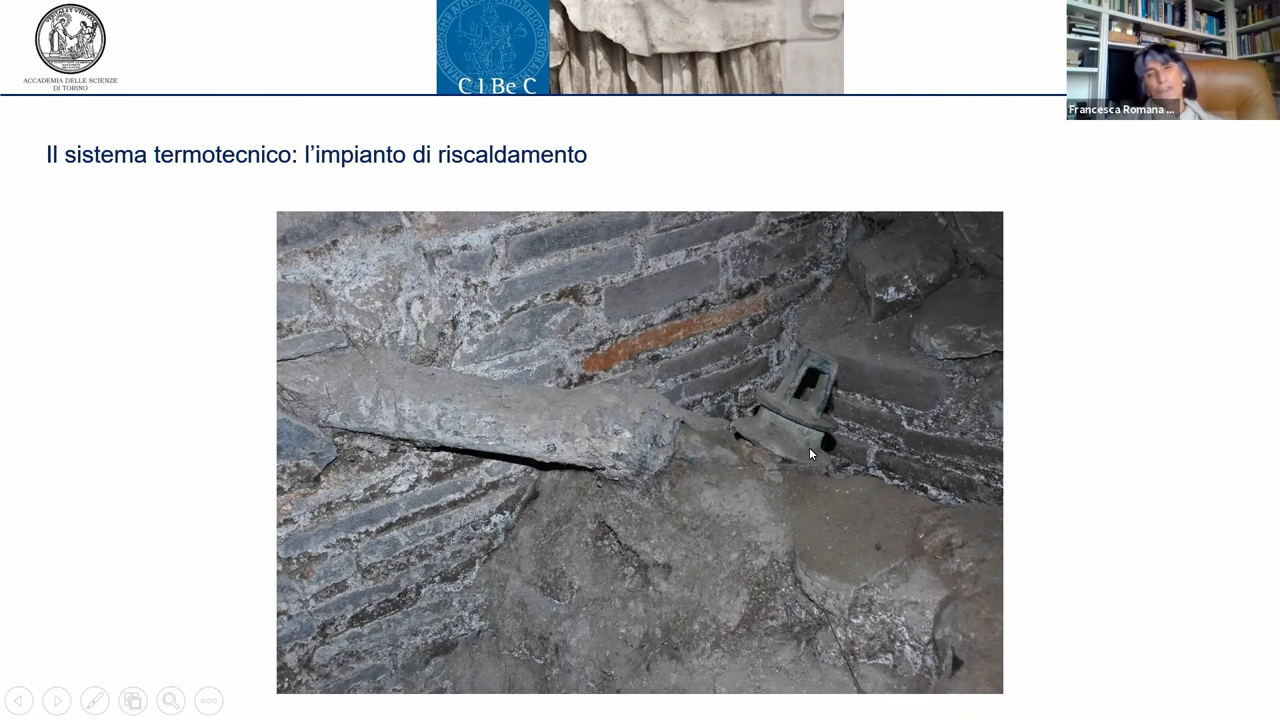 ACCADEMIA DELLE SCIENZE
DI TORINO
C I Be C
Francesca Romana ...
Il sistema termotecnico: l’impianto di riscaldamento